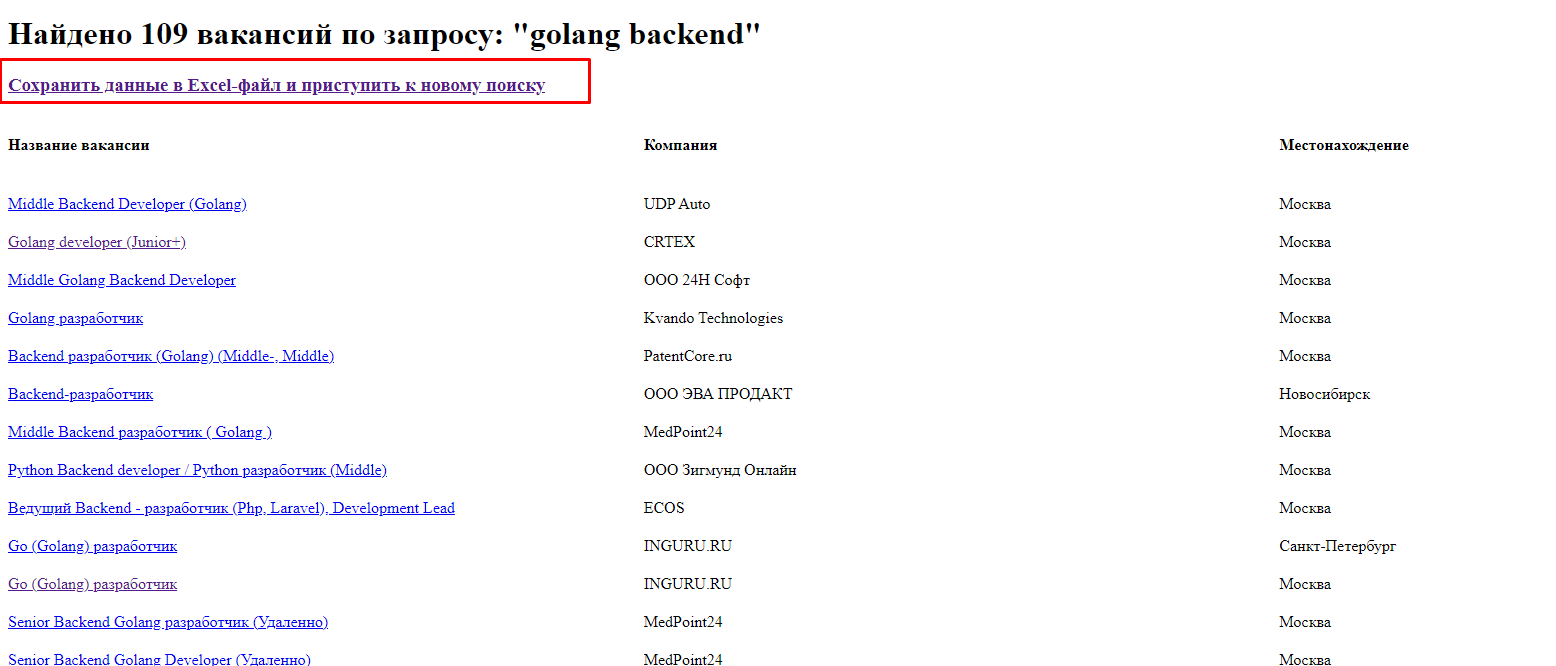 Найдено 109 вакансий по запросу: "golang backend"
Сохранить данные в Excel-файл и приступить к новому поиску
Название вакансии Компания Местонахождение
Middle Backend Developer (Golang) UDP Auto Москва
Golang developer (Junior+) CRTEX Москва
Middle Golang Backend Developer ООО 24Н Софт Москва
Golang разработчик Kvando Technologies Москва
Backend разработчик (Golang) (Middle-, Middle) PatentCore.ru Москва
Backend-разработчик ООО ЭВА ПРОДАКТ Новосибирск
Middle Backend разработчик ( Golang ) MedPoint24 Москва
Python Backend developer / Python разработчик (Middle) ООО Зигмунд Онлайн Москва
Ведущий Backend - разработчик (Php, Laravel), Development Lead ECOS Москва
Go (Golang) разработчик INGURU.RU Санкт-Петербург
Go (Golang) разработчик INGURU.RU Москва
Senior Backend Golang разработчик (Удаленно) MedPoint24 Москва
Senior Backend Golang Developer (Удаленно) MedPoint24 Москва